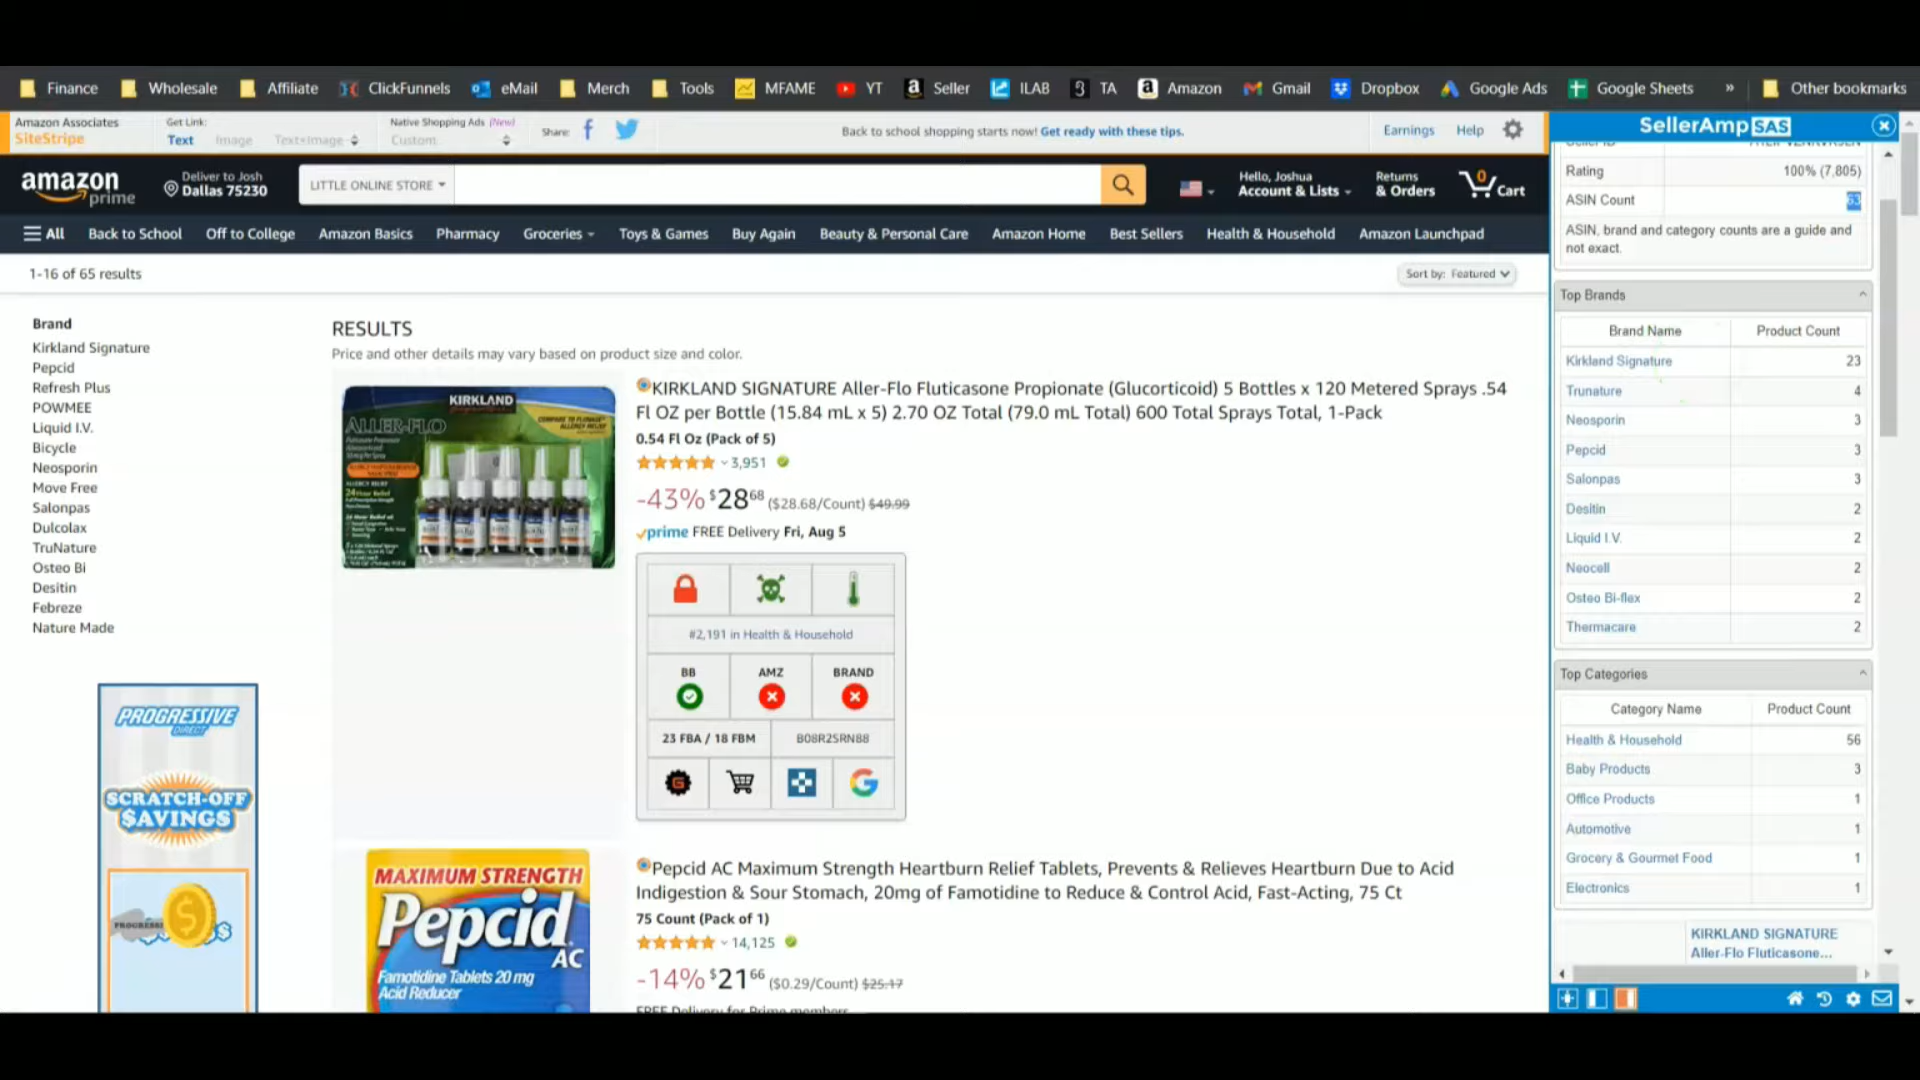 Finance
Wholesale
Affiliate
ClickFunnels
eMail
Merch
Tools
MFAME
YT
Seller
ILAB
TA
Amazon
Gmail
Dropbox
Google Ads
Google Sheets
»
Other bookmarks
Amazon Associates
SiteStripe
Get Link:
Text Image Text+Image
Native Shopping Ads (New)
Custom
Share:
Back to school shopping starts now! Get ready with these tips.
Earnings
Help
amazon
prime
Deliver to Josh
Dallas 75230
LITTLE ONLINE STORE
Hello, Joshua
Account & Lists
Returns
& Orders
0
Cart
All
Back to School
Off to College
Amazon Basics
Pharmacy
Groceries
Toys & Games
Buy Again
Beauty & Personal Care
Amazon Home
Best Sellers
Health & Household
Amazon Launchpad
1-16 of 65 results
Sort by: Featured
Brand
Kirkland Signature
Pepcid
Refresh Plus
POWMEE
Liquid I.V.
Bicycle
Neosporin
Move Free
Salonpas
Dulcolax
TruNature
Osteo Bi
Desitin
Febreze
Nature Made
PROGRESSIVE
DIRECT
SCRATCH-OFF
$AVINGS
RESULTS
Price and other details may vary based on product size and color.
KIRKLAND
ALLER-FLO
KIRKLAND SIGNATURE Aller-Flo Fluticasone Propionate (Glucorticoid) 5 Bottles x 120 Metered Sprays .54
Fl OZ per Bottle (15.84 mL x 5) 2.70 OZ Total (79.0 mL Total) 600 Total Sprays Total, 1-Pack
0.54 Fl Oz (Pack of 5)
3,951
-43% $28 68 ($28.68/Count) $49.99
prime FREE Delivery Fri, Aug 5
#2,191 in Health & Household
BB AMZ BRAND
23 FBA / 18 FBM B08R2SRN88
MAXIMUM STRENGTH
Pepcid
AC
Famotidine Tablets 20 mg
Acid Reducer
Pepcid AC Maximum Strength Heartburn Relief Tablets, Prevents & Relieves Heartburn Due to Acid
Indigestion & Sour Stomach, 20mg of Famotidine to Reduce & Control Acid, Fast-Acting, 75 Ct
75 Count (Pack of 1)
14,125
-14% $21 66 ($0.29/Count) $25.17
FREE Delivery for Prime members
SellerAmp SAS
Rating 100% (7,805)
ASIN Count 63
ASIN, brand and category counts are a guide and
not exact.
Top Brands
Brand Name Product Count
Kirkland Signature 23
Trunature 4
Neosporin 3
Pepcid 3
Salonpas 3
Desitin 2
Liquid I.V. 2
Neocell 2
Osteo Bi-flex 2
Thermacare 2
Top Categories
Category Name Product Count
Health & Household 56
Baby Products 3
Office Products 1
Automotive 1
Grocery & Gourmet Food 1
Electronics 1
KIRKLAND SIGNATURE
Aller-Flo Fluticasone...